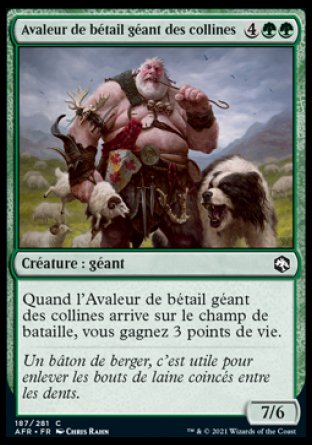 Avaleur de bétail géant des collines 4
Créature : géant
Quand l'Avaleur de bétail géant
des collines arrive sur le champ de
bataille, vous gagnez 3 points de vie.
Un bâton de berger, c'est utile pour
enlever les bouts de laine coincés entre
les dents.
7/6
187/281 C
AFR • FR Chris Rahn
™ & © 2021 Wizards of the Coast